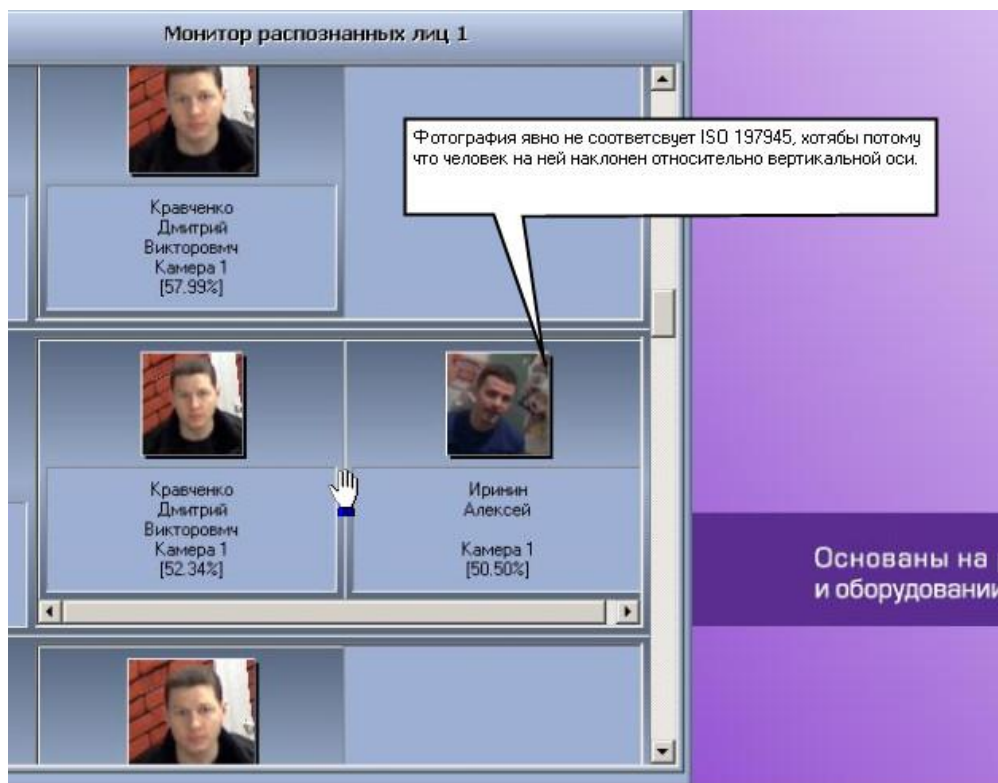 Монитор распознанных лиц 1
Фотография явно не соответсвует ISO 197945, хотябы потому
что человек на ней наклонен относительно вертикальной оси.
Кравченко
Дмитрий
Викторовмч
Камера 1
[57.99%]
Кравченко
Дмитрий
Викторовмч
Камера 1
[52.34%]
Иринин
Алексей
Камера 1
[50.50%]
Основаны на
и оборудовании